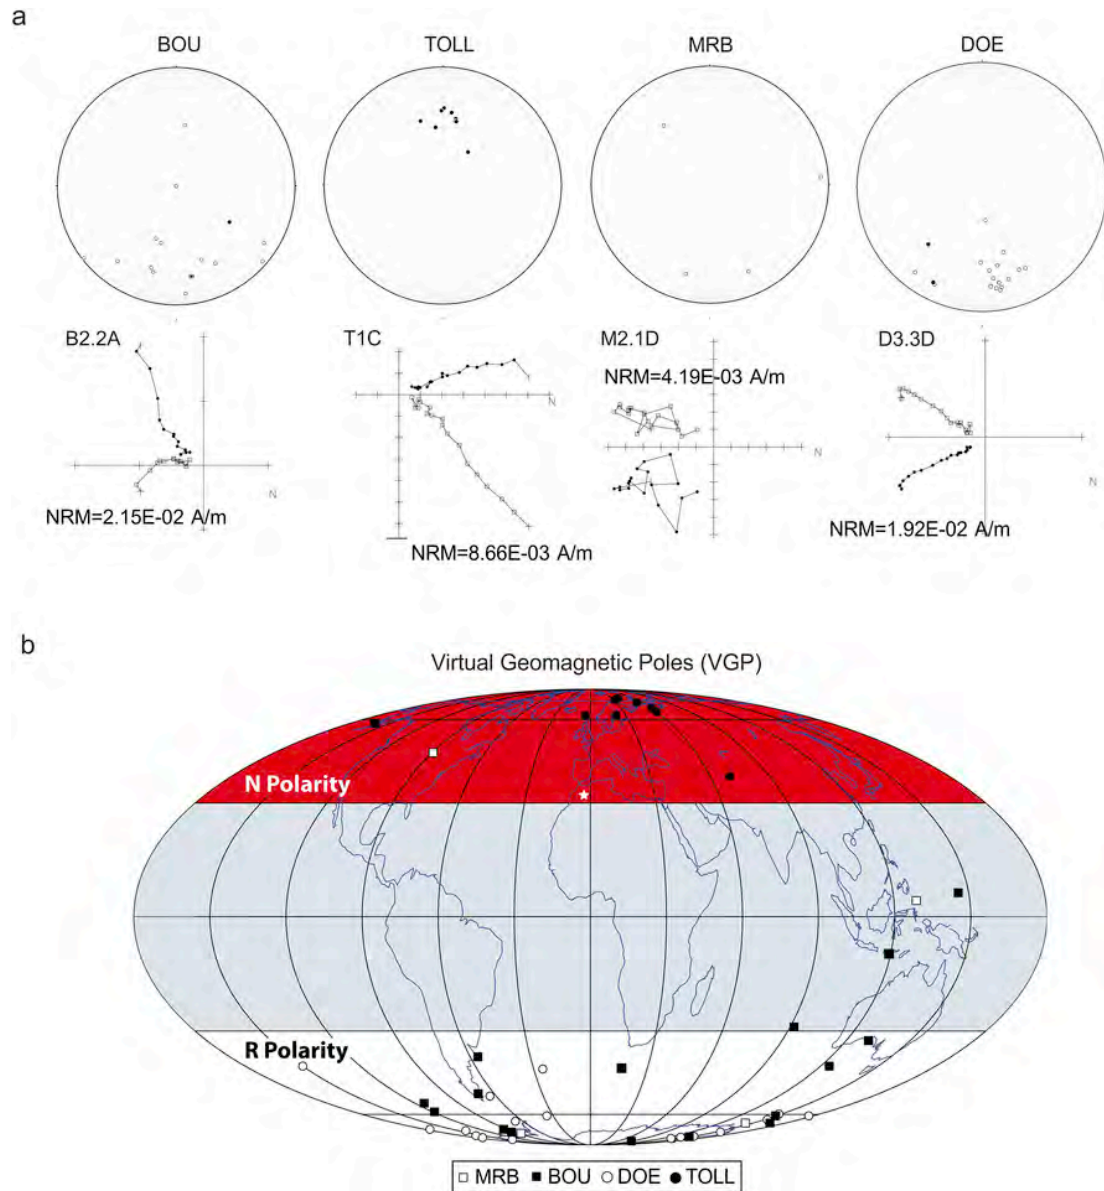 a
BOU TOLL MRB DOE
B2.2A T1C M2.1D D3.3D
NRM=4.19E-03 A/m
N N N N
NRM=2.15E-02 A/m NRM=8.66E-03 A/m NRM=1.92E-02 A/m
b
Virtual Geomagnetic Poles (VGP)
N Polarity
R Polarity
MRB BOU DOE TOLL